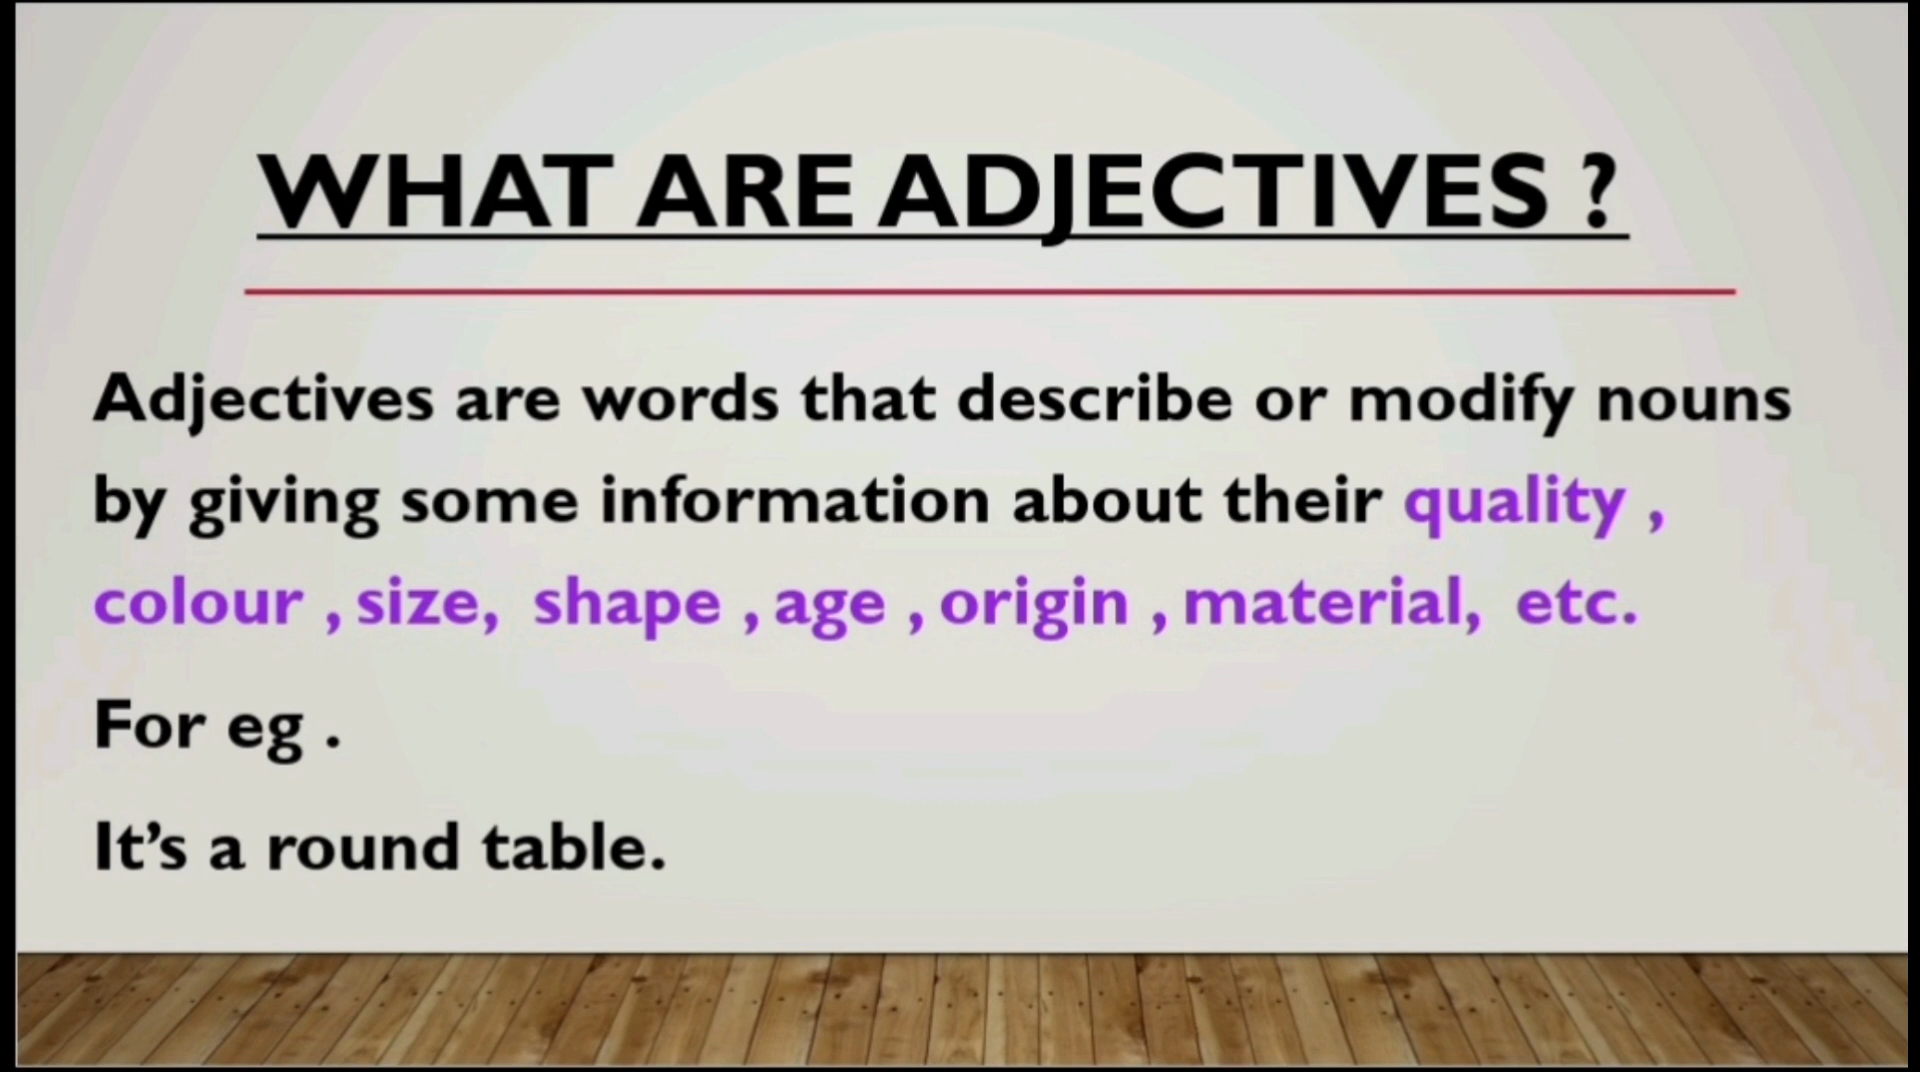 WHAT ARE ADJECTIVES ?
Adjectives are words that describe or modify nouns
by giving some information about their quality ,
colour , size, shape , age , origin , material, etc.
For eg .
It’s a round table.